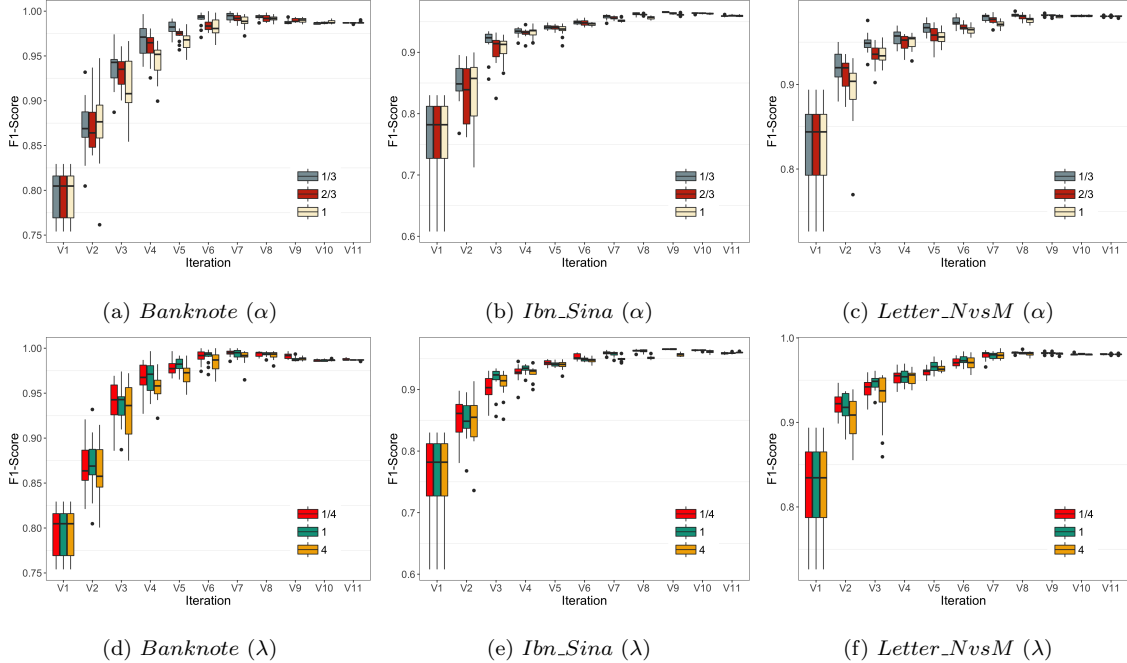 1.00
0.95
0.90
0.85
0.80
0.75
F1-Score
1/3
2/3
1
V1 V2 V3 V4 V5 V6 V7 V8 V9 V10 V11
Iteration
(a) Banknote (α)
0.9
0.8
0.7
0.6
F1-Score
1/3
2/3
1
V1 V2 V3 V4 V5 V6 V7 V8 V9 V10 V11
Iteration
(b) Ibn_Sina (α)
1.0
0.9
0.8
F1-Score
1/3
2/3
1
V1 V2 V3 V4 V5 V6 V7 V8 V9 V10 V11
Iteration
(c) Letter_NvsM (α)
1.00
0.95
0.90
0.85
0.80
0.75
F1-Score
1/4
1
4
V1 V2 V3 V4 V5 V6 V7 V8 V9 V10 V11
Iteration
(d) Banknote (λ)
0.9
0.8
0.7
0.6
F1-Score
1/4
1
4
V1 V2 V3 V4 V5 V6 V7 V8 V9 V10 V11
Iteration
(e) Ibn_Sina (λ)
1.0
0.9
0.8
F1-Score
1/4
1
4
V1 V2 V3 V4 V5 V6 V7 V8 V9 V10 V11
Iteration
(f) Letter_NvsM (λ)